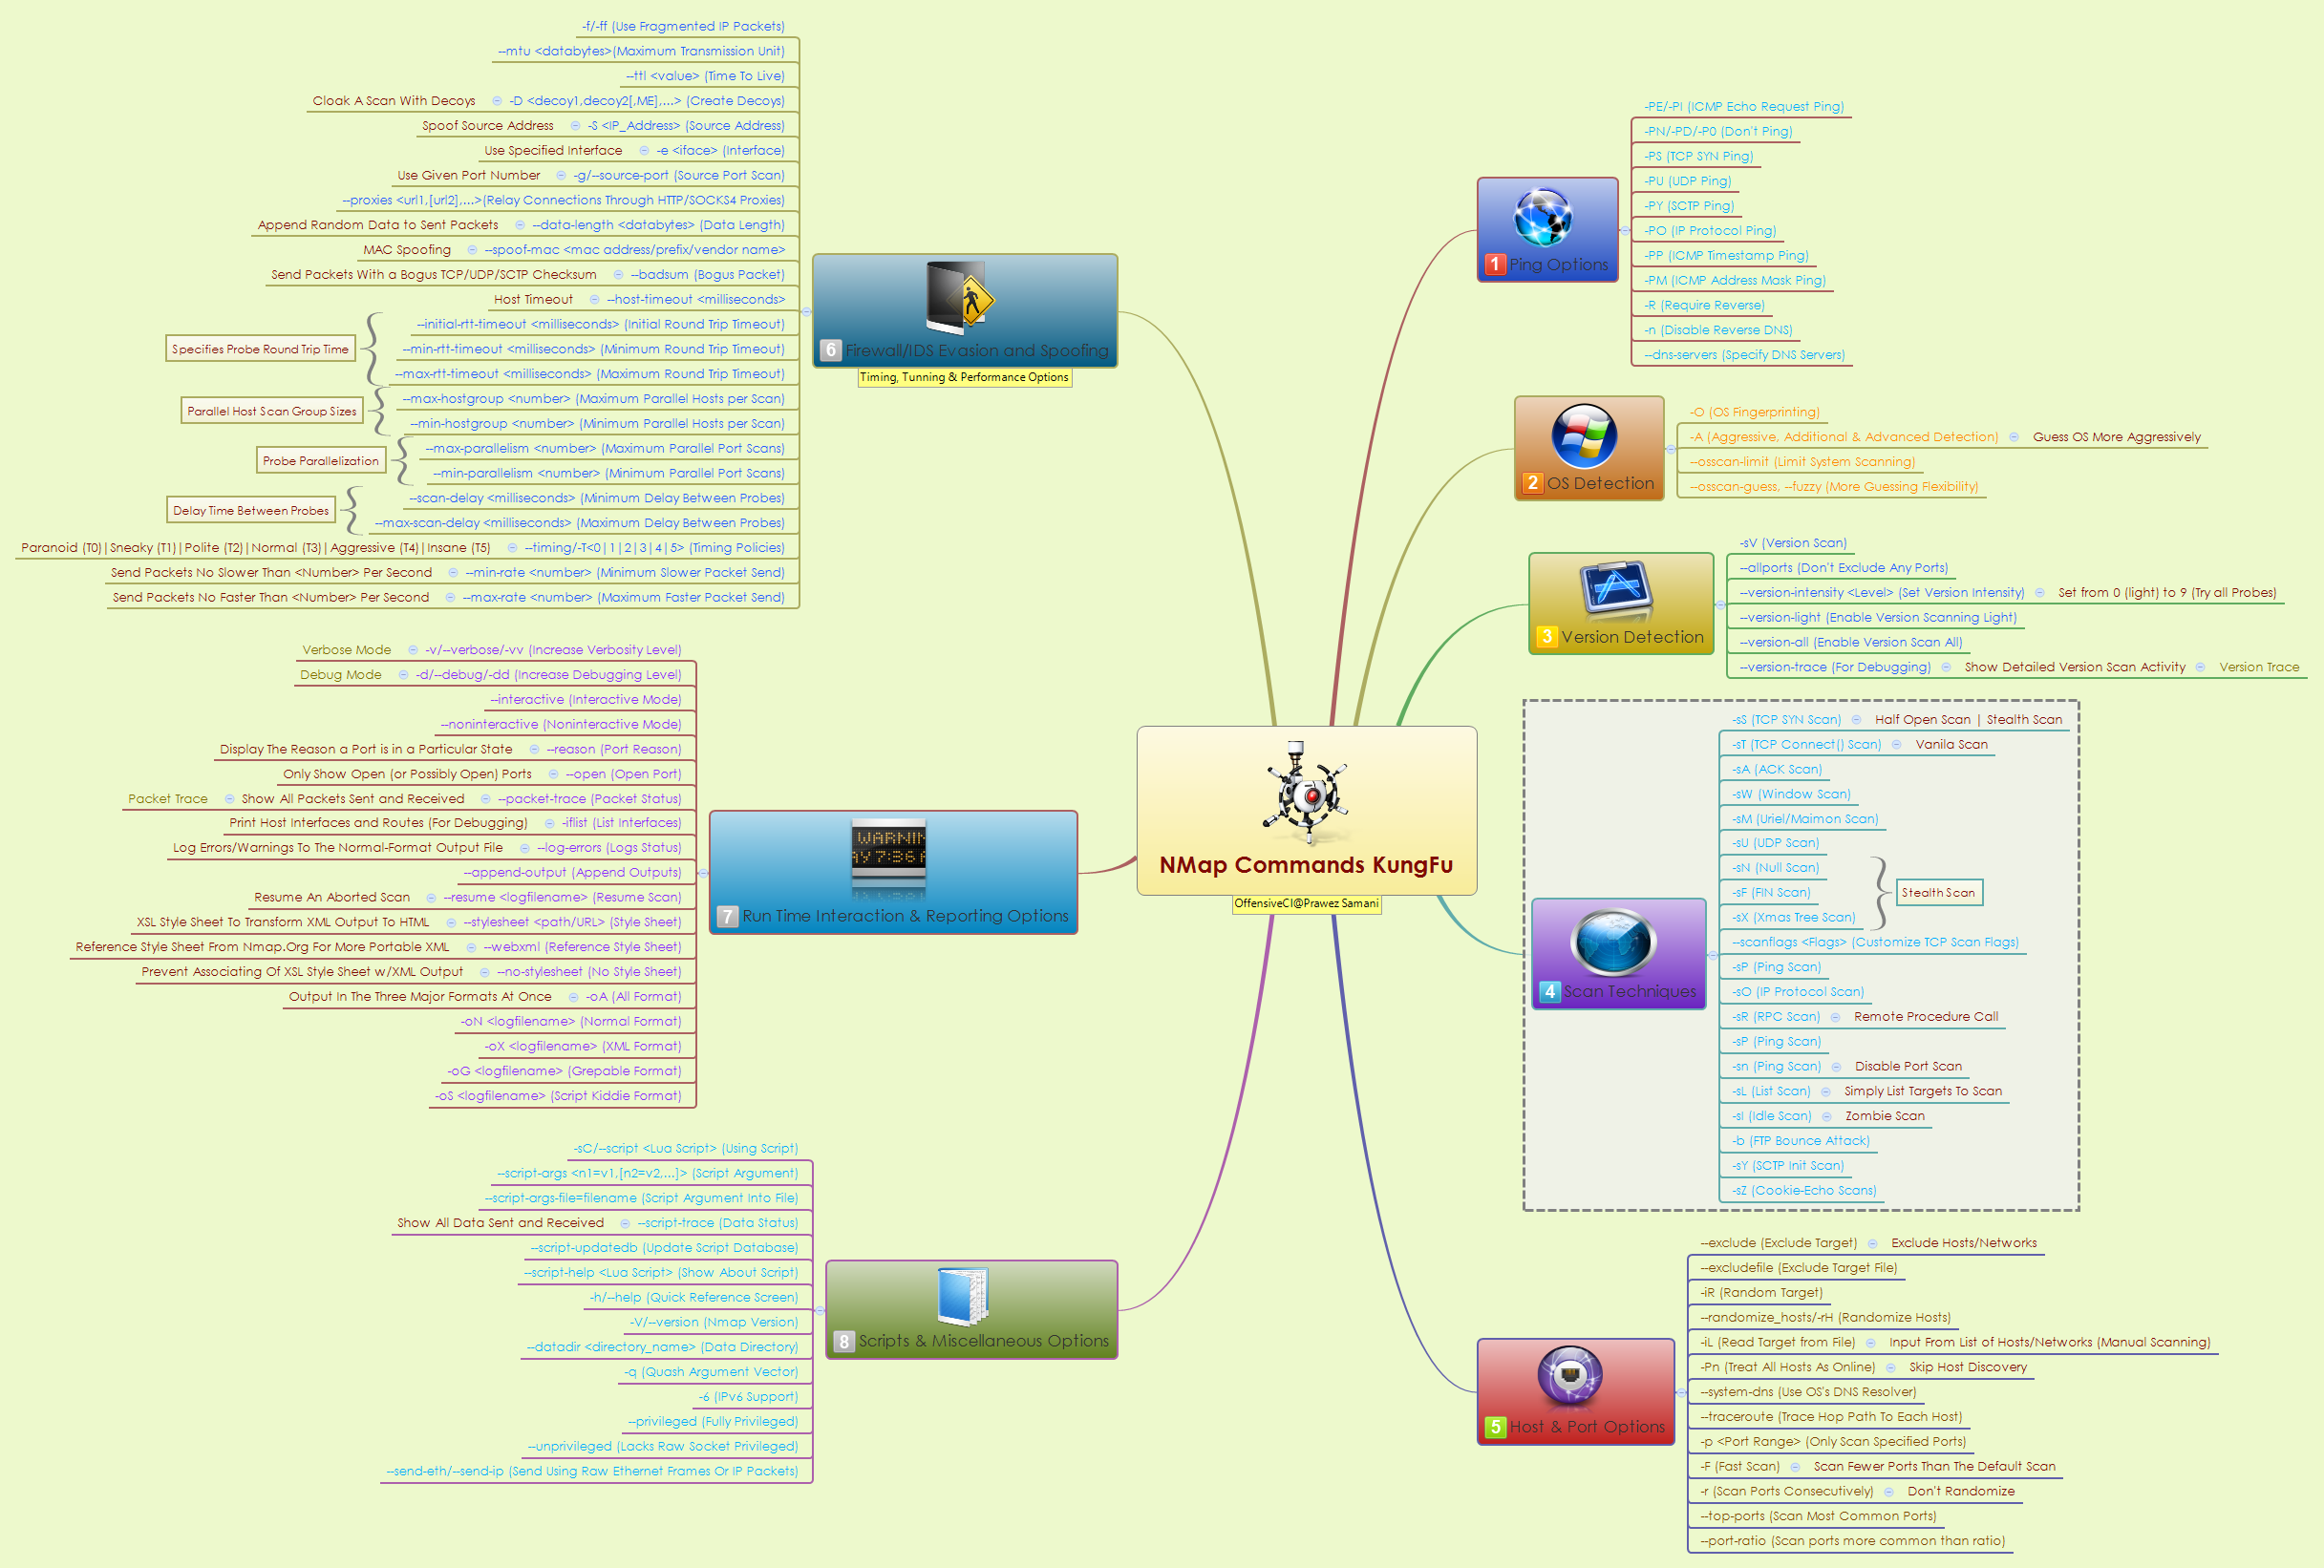 NMap Commands KungFu
OffensiveCI@Prawez Samani
1 Ping Options
-PE/-PI (ICMP Echo Request Ping)
-PN/-PD/-P0 (Don't Ping)
-PS (TCP SYN Ping)
-PU (UDP Ping)
-PY (SCTP Ping)
-PO (IP Protocol Ping)
-PP (ICMP Timestamp Ping)
-PM (ICMP Address Mask Ping)
-R (Require Reverse)
-n (Disable Reverse DNS)
--dns-servers (Specify DNS Servers)
2 OS Detection
-O (OS Fingerprinting)
-A (Aggressive, Additional & Advanced Detection) Guess OS More Aggressively
--osscan-limit (Limit System Scanning)
--osscan-guess, --fuzzy (More Guessing Flexibility)
3 Version Detection
-sV (Version Scan)
--allports (Don't Exclude Any Ports)
--version-intensity <Level> (Set Version Intensity) Set from 0 (light) to 9 (Try all Probes)
--version-light (Enable Version Scanning Light)
--version-all (Enable Version Scan All)
--version-trace (For Debugging) Show Detailed Version Scan Activity Version Trace
4 Scan Techniques
-sS (TCP SYN Scan) Half Open Scan | Stealth Scan
-sT (TCP Connect() Scan) Vanila Scan
-sA (ACK Scan)
-sW (Window Scan)
-sM (Uriel/Maimon Scan)
-sU (UDP Scan)
-sN (Null Scan)
-sF (FIN Scan)
-sX (Xmas Tree Scan)
Stealth Scan
--scanflags <Flags> (Customize TCP Scan Flags)
-sP (Ping Scan)
-sO (IP Protocol Scan)
-sR (RPC Scan) Remote Procedure Call
-sP (Ping Scan)
-sn (Ping Scan) Disable Port Scan
-sL (List Scan) Simply List Targets To Scan
-sI (Idle Scan) Zombie Scan
-b (FTP Bounce Attack)
-sY (SCTP Init Scan)
-sZ (Cookie-Echo Scans)
5 Host & Port Options
--exclude (Exclude Target) Exclude Hosts/Networks
--excludefile (Exclude Target File)
-iR (Random Target)
--randomize_hosts/-rH (Randomize Hosts)
-iL (Read Target from File) Input From List of Hosts/Networks (Manual Scanning)
-Pn (Treat All Hosts As Online) Skip Host Discovery
--system-dns (Use OS's DNS Resolver)
--traceroute (Trace Hop Path To Each Host)
-p <Port Range> (Only Scan Specified Ports)
-F (Fast Scan) Scan Fewer Ports Than The Default Scan
-r (Scan Ports Consecutively) Don't Randomize
--top-ports (Scan Most Common Ports)
--port-ratio (Scan ports more common than ratio)
6 Firewall/IDS Evasion and Spoofing
Timing, Tunning & Performance Options
-f/-ff (Use Fragmented IP Packets)
--mtu <databytes>(Maximum Transmission Unit)
--ttl <value> (Time To Live)
Cloak A Scan With Decoys -D <decoy1,decoy2[,ME],...> (Create Decoys)
Spoof Source Address -S <IP_Address> (Source Address)
Use Specified Interface -e <iface> (Interface)
Use Given Port Number -g/--source-port (Source Port Scan)
--proxies <url1,[url2],...>(Relay Connections Through HTTP/SOCKS4 Proxies)
Append Random Data to Sent Packets --data-length <databytes> (Data Length)
MAC Spoofing --spoof-mac <mac address/prefix/vendor name>
Send Packets With a Bogus TCP/UDP/SCTP Checksum --badsum (Bogus Packet)
Host Timeout --host-timeout <milliseconds>
Specifies Probe Round Trip Time
--initial-rtt-timeout <milliseconds> (Initial Round Trip Timeout)
--min-rtt-timeout <milliseconds> (Minimum Round Trip Timeout)
--max-rtt-timeout <milliseconds> (Maximum Round Trip Timeout)
Parallel Host Scan Group Sizes
--max-hostgroup <number> (Maximum Parallel Hosts per Scan)
--min-hostgroup <number> (Minimum Parallel Hosts per Scan)
Probe Parallelization
--max-parallelism <number> (Maximum Parallel Port Scans)
--min-parallelism <number> (Minimum Parallel Port Scans)
Delay Time Between Probes
--scan-delay <milliseconds> (Minimum Delay Between Probes)
--max-scan-delay <milliseconds> (Maximum Delay Between Probes)
Paranoid (T0)|Sneaky (T1)|Polite (T2)|Normal (T3)|Aggressive (T4)|Insane (T5) --timing/-T<0|1|2|3|4|5> (Timing Policies)
Send Packets No Slower Than <Number> Per Second --min-rate <number> (Minimum Slower Packet Send)
Send Packets No Faster Than <Number> Per Second --max-rate <number> (Maximum Faster Packet Send)
7 Run Time Interaction & Reporting Options
WARNIN
AY 7:36 A
Verbose Mode -v/--verbose/-vv (Increase Verbosity Level)
Debug Mode -d/--debug/-dd (Increase Debugging Level)
--interactive (Interactive Mode)
--noninteractive (Noninteractive Mode)
Display The Reason a Port is in a Particular State --reason (Port Reason)
Only Show Open (or Possibly Open) Ports --open (Open Port)
Packet Trace Show All Packets Sent and Received --packet-trace (Packet Status)
Print Host Interfaces and Routes (For Debugging) -iflist (List Interfaces)
Log Errors/Warnings To The Normal-Format Output File --log-errors (Logs Status)
--append-output (Append Outputs)
Resume An Aborted Scan --resume <logfilename> (Resume Scan)
XSL Style Sheet To Transform XML Output To HTML --stylesheet <path/URL> (Style Sheet)
Reference Style Sheet From Nmap.Org For More Portable XML --webxml (Reference Style Sheet)
Prevent Associating Of XSL Style Sheet w/XML Output --no-stylesheet (No Style Sheet)
Output In The Three Major Formats At Once -oA (All Format)
-oN <logfilename> (Normal Format)
-oX <logfilename> (XML Format)
-oG <logfilename> (Grepable Format)
-oS <logfilename> (Script Kiddie Format)
8 Scripts & Miscellaneous Options
-sC/--script <Lua Script> (Using Script)
--script-args <n1=v1,[n2=v2,...]> (Script Argument)
--script-args-file=filename (Script Argument Into File)
Show All Data Sent and Received --script-trace (Data Status)
--script-updatedb (Update Script Database)
--script-help <Lua Script> (Show About Script)
-h/--help (Quick Reference Screen)
-V/--version (Nmap Version)
--datadir <directory_name> (Data Directory)
-q (Quash Argument Vector)
-6 (IPv6 Support)
--privileged (Fully Privileged)
--unprivileged (Lacks Raw Socket Privileged)
--send-eth/--send-ip (Send Using Raw Ethernet Frames Or IP Packets)